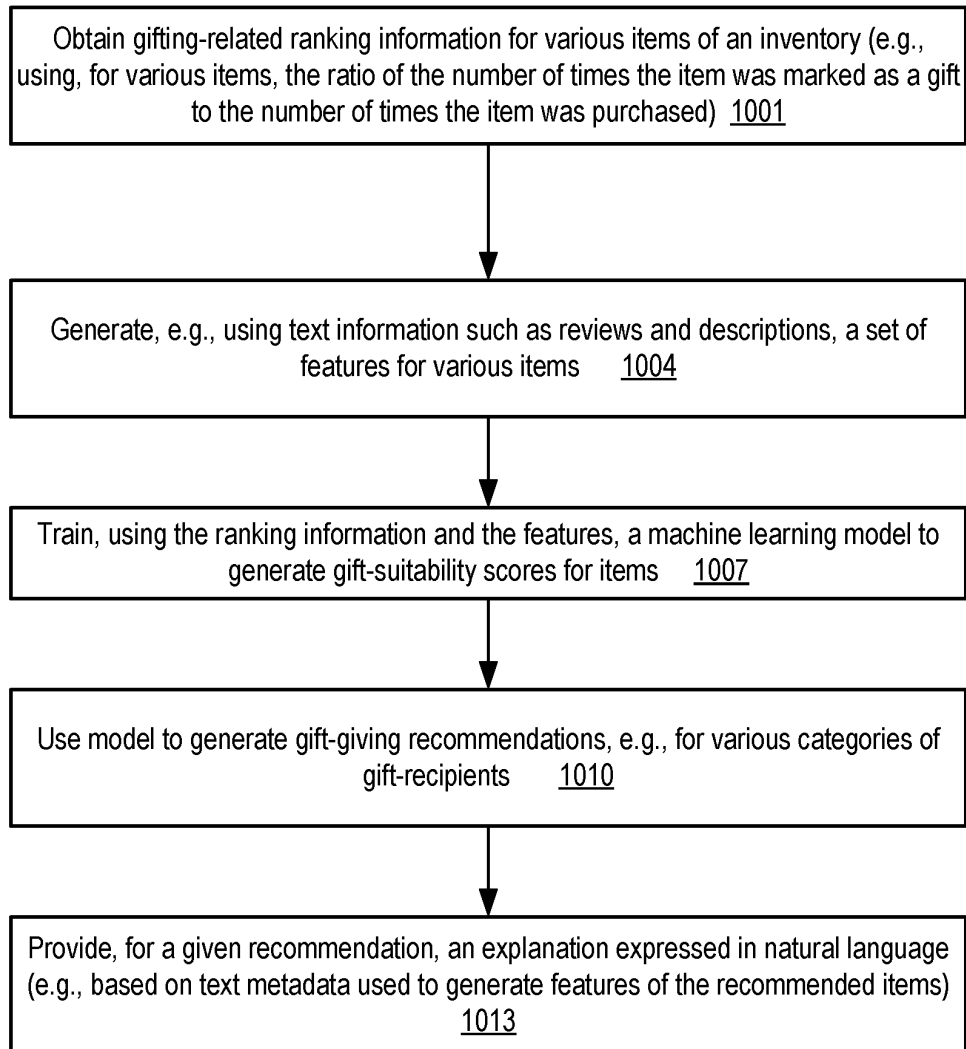 Obtain gifting-related ranking information for various items of an inventory (e.g.,
using, for various items, the ratio of the number of times the item was marked as a gift
to the number of times the item was purchased) 1001
Generate, e.g., using text information such as reviews and descriptions, a set of
features for various items 1004
Train, using the ranking information and the features, a machine learning model to
generate gift-suitability scores for items 1007
Use model to generate gift-giving recommendations, e.g., for various categories of
gift-recipients 1010
Provide, for a given recommendation, an explanation expressed in natural language
(e.g., based on text metadata used to generate features of the recommended items)
1013